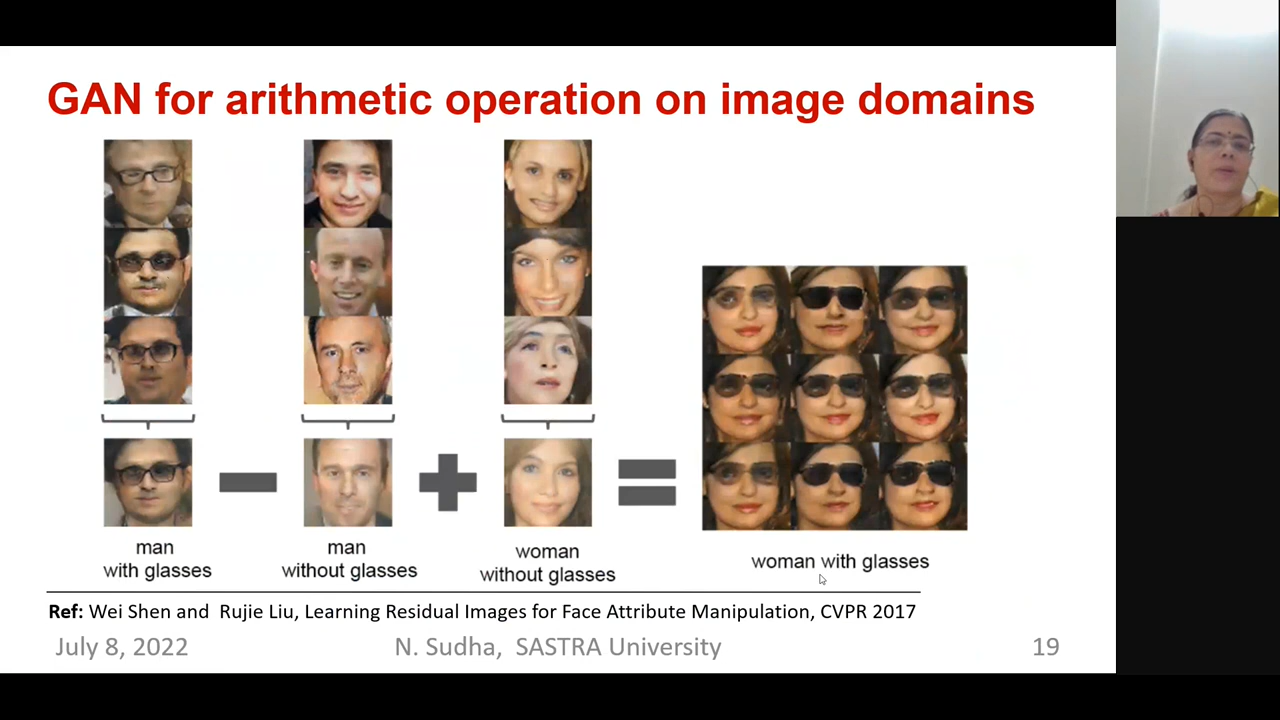 GAN for arithmetic operation on image domains
man
with glasses
man
without glasses
woman
without glasses
woman with glasses
Ref: Wei Shen and Rujie Liu, Learning Residual Images for Face Attribute Manipulation, CVPR 2017
July 8, 2022
N. Sudha, SASTRA University
19